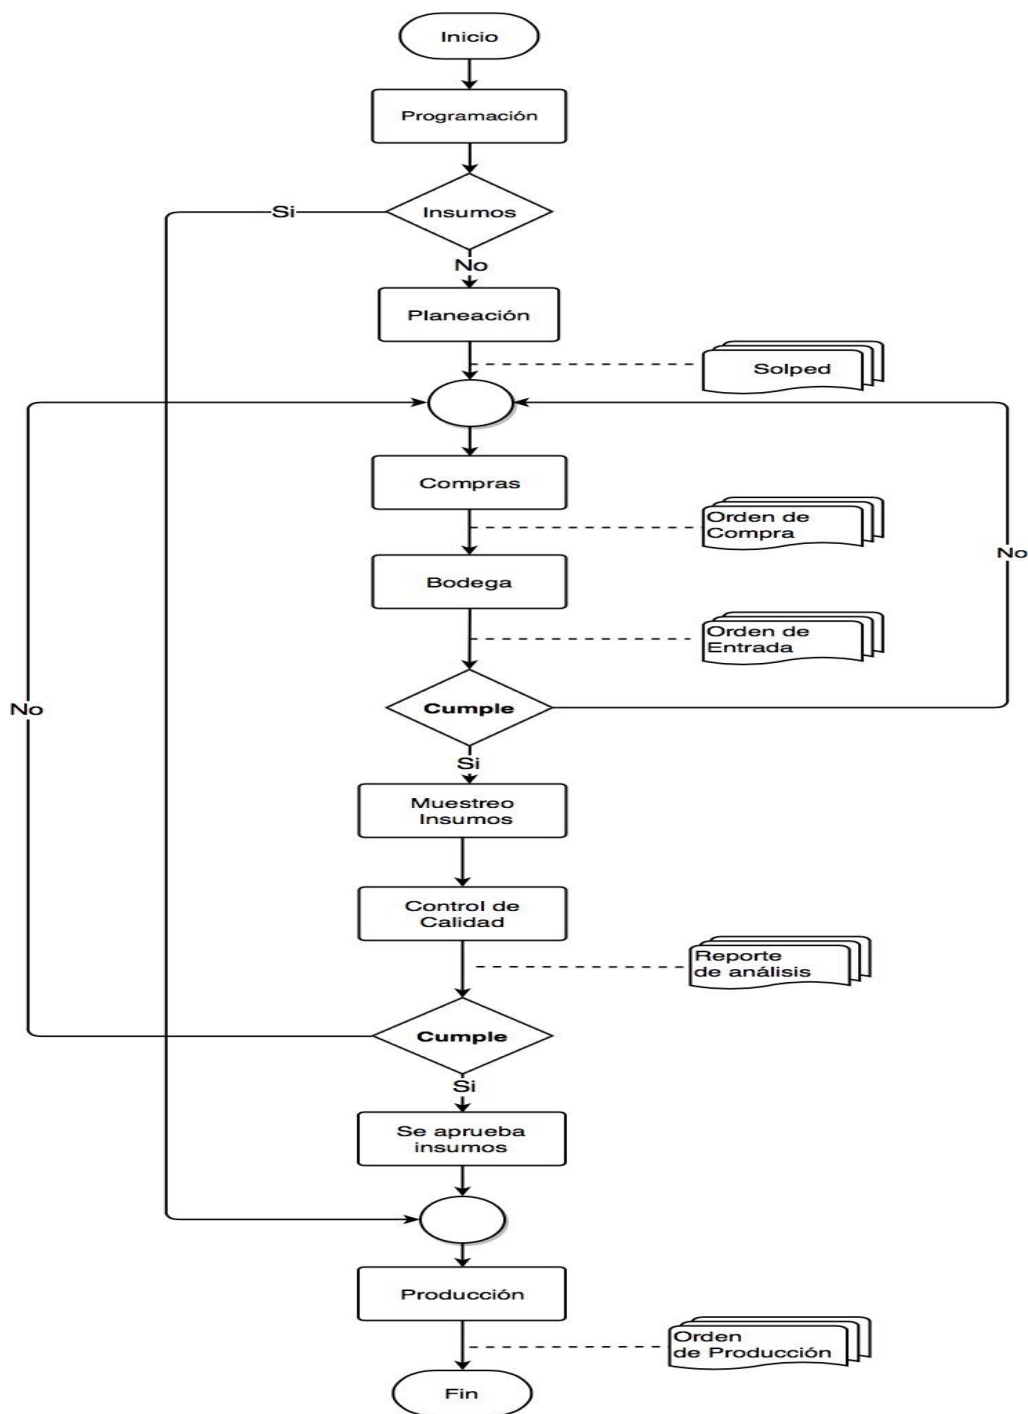 Inicio
Programación
Si
Insumos
No
Planeación
Solped
Compras
Orden de
Compra
No
Bodega
Orden de
Entrada
No
Cumple
Si
Muestreo
Insumos
Control de
Calidad
Reporte
de análisis
Cumple
Si
Se aprueba
insumos
Producción
Orden
de Producción
Fin